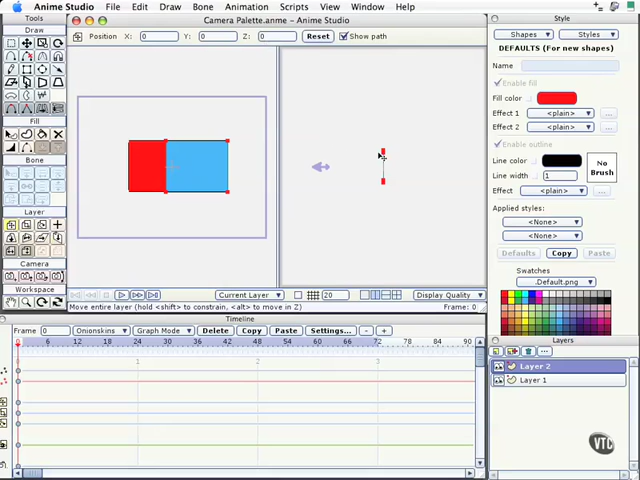 Anime Studio File Edit Draw Bone Animation Scripts View Window Help
Tools
Camera Palette.anme - Anime Studio
Style
Position X: 0 Y: 0 Z: 0 Reset Show path
Shapes Styles
DEFAULTS (For new shapes)
Name
Enable fill
Fill color
Effect 1 <plain>
Effect 2 <plain>
Fill
Enable outline
Line color
Line width 1
No
Brush
Effect <plain>
Bone
Applied styles
<None>
<None>
Layer
Defaults Copy Paste
Camera
Swatches
.Default.png
Workspace
Current Layer 20 Display Quality
Move entire layer (hold <shift> to constrain, <alt> to move in Z) Frame: 0
Timeline
Frame 0 Onionskins Graph Mode Delete Copy Paste Settings... - +
0 6 12 18 24 30 36 42 48 54 60 66 72 78 84 90
0 1 2 3
Layers
Layer 2
Layer 1
VTC